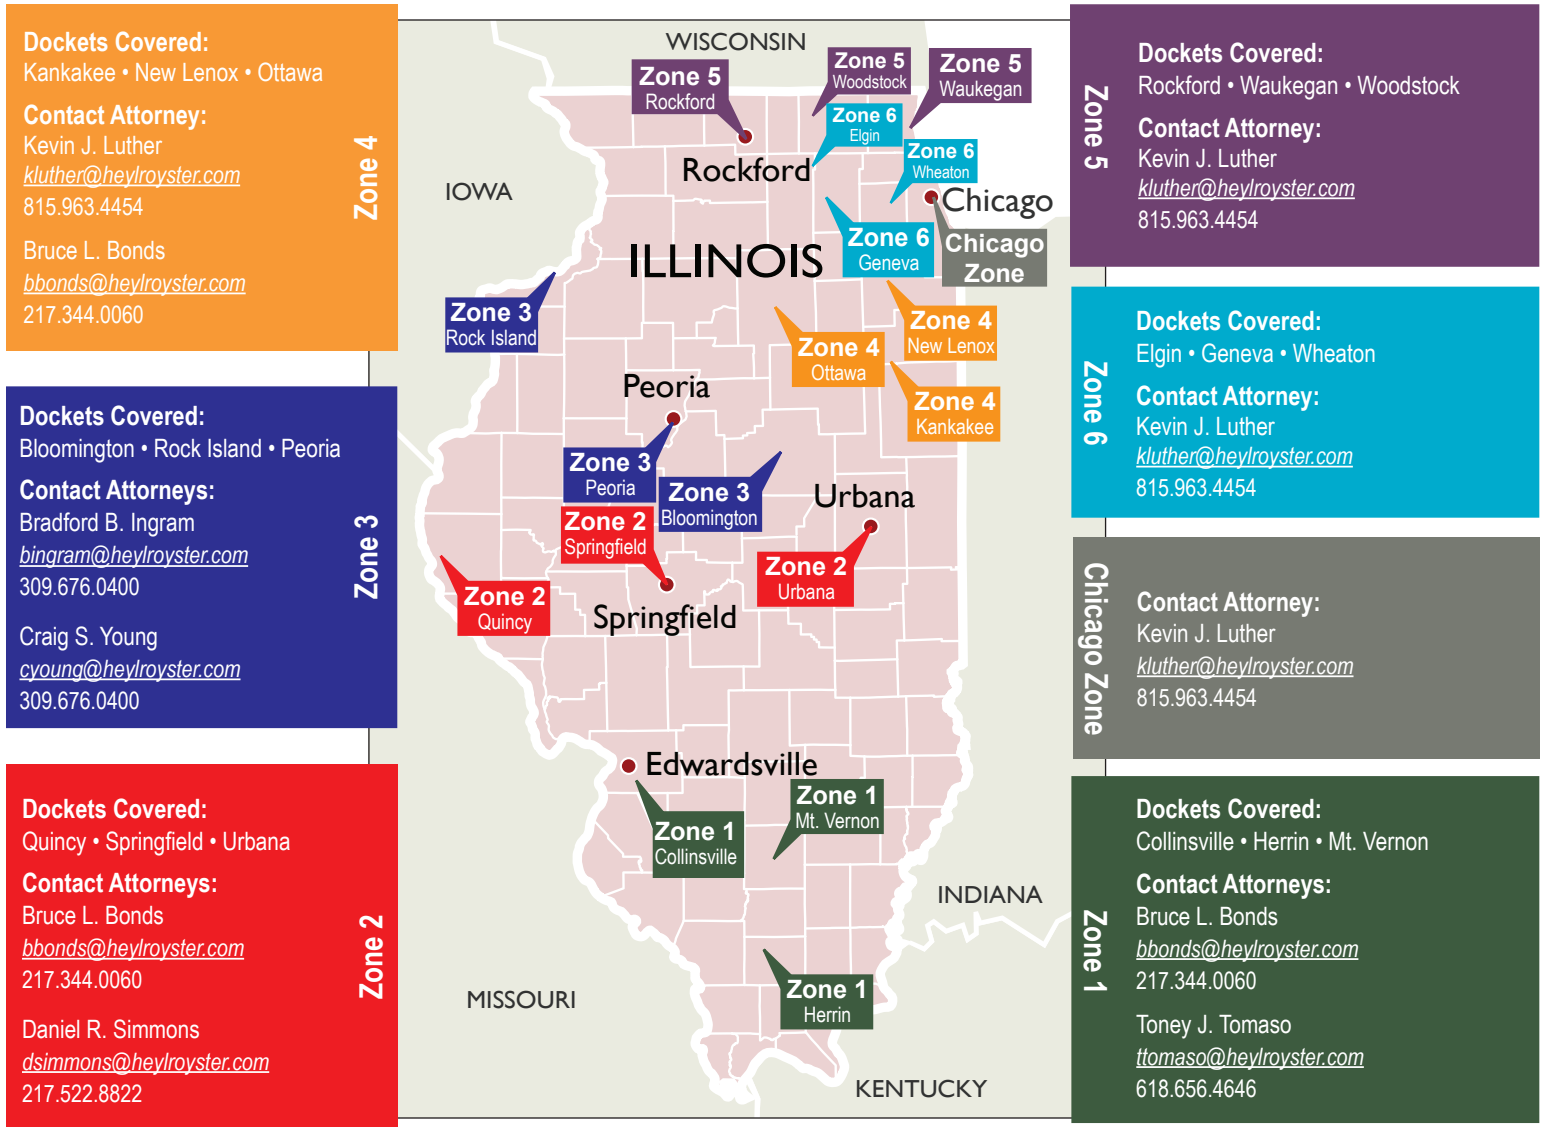 Dockets Covered:
Kankakee • New Lenox • Ottawa
Contact Attorney:
Kevin J. Luther
kluther@heylroyster.com
815.963.4454
Bruce L. Bonds
bbonds@heylroyster.com
217.344.0060
Zone 4
Dockets Covered:
Bloomington • Rock Island • Peoria
Contact Attorneys:
Bradford B. Ingram
bingram@heylroyster.com
309.676.0400
Craig S. Young
cyoung@heylroyster.com
309.676.0400
Zone 3
Dockets Covered:
Quincy • Springfield • Urbana
Contact Attorneys:
Bruce L. Bonds
bbonds@heylroyster.com
217.344.0060
Daniel R. Simmons
dsimmons@heylroyster.com
217.522.8822
Zone 2
WISCONSIN
Zone 5
Rockford
Zone 5
Woodstock
Zone 5
Waukegan
Zone 6
Elgin
Rockford
Zone 6
Wheaton
IOWA
Chicago
Zone 6
Geneva
Chicago
Zone
ILLINOIS
Zone 3
Rock Island
Zone 4
New Lenox
Zone 4
Ottawa
Peoria
Zone 4
Kankakee
Zone 3
Peoria
Zone 3
Bloomington
Urbana
Zone 2
Springfield
Zone 2
Urbana
Zone 2
Quincy
Springfield
Edwardsville
Zone 1
Mt. Vernon
Zone 1
Collinsville
INDIANA
Zone 1
Herrin
MISSOURI
KENTUCKY
Zone 5
Dockets Covered:
Rockford • Waukegan • Woodstock
Contact Attorney:
Kevin J. Luther
kluther@heylroyster.com
815.963.4454
Zone 6
Dockets Covered:
Elgin • Geneva • Wheaton
Contact Attorney:
Kevin J. Luther
kluther@heylroyster.com
815.963.4454
Chicago Zone
Contact Attorney:
Kevin J. Luther
kluther@heylroyster.com
815.963.4454
Zone 1
Dockets Covered:
Collinsville • Herrin • Mt. Vernon
Contact Attorneys:
Bruce L. Bonds
bbonds@heylroyster.com
217.344.0060
Toney J. Tomaso
ttomaso@heylroyster.com
618.656.4646